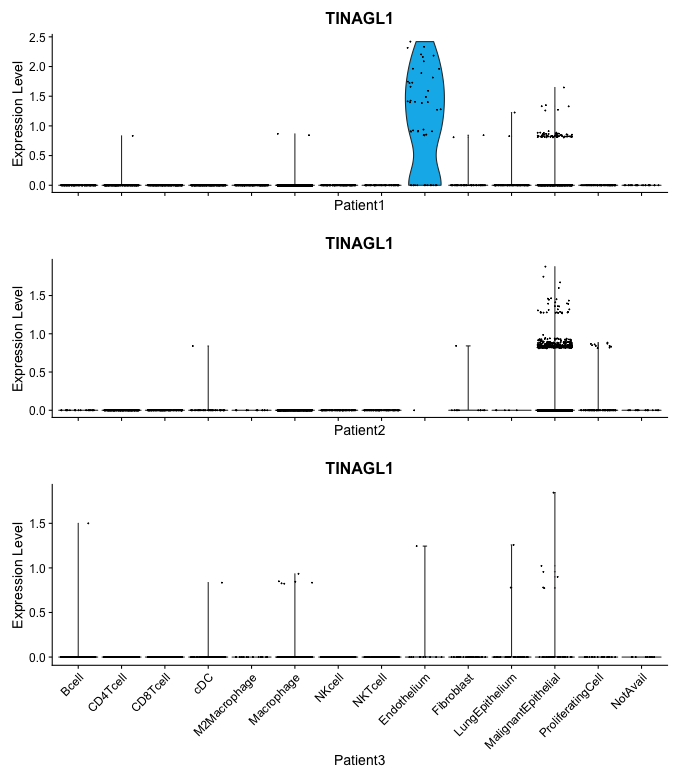 TINAGL1
Expression Level
2.5
2.0
1.5
1.0
0.5
0.0
Patient1
TINAGL1
Expression Level
1.5
1.0
0.5
0.0
Patient2
TINAGL1
Expression Level
1.5
1.0
0.5
0.0
Bcell
CD4Tcell
CD8Tcell
cDC
M2Macrophage
Macrophage
NKcell
NKTcell
Endothelium
Fibroblast
LungEpithelium
MalignantEpithelial
ProliferatingCell
NotAvail
Patient3